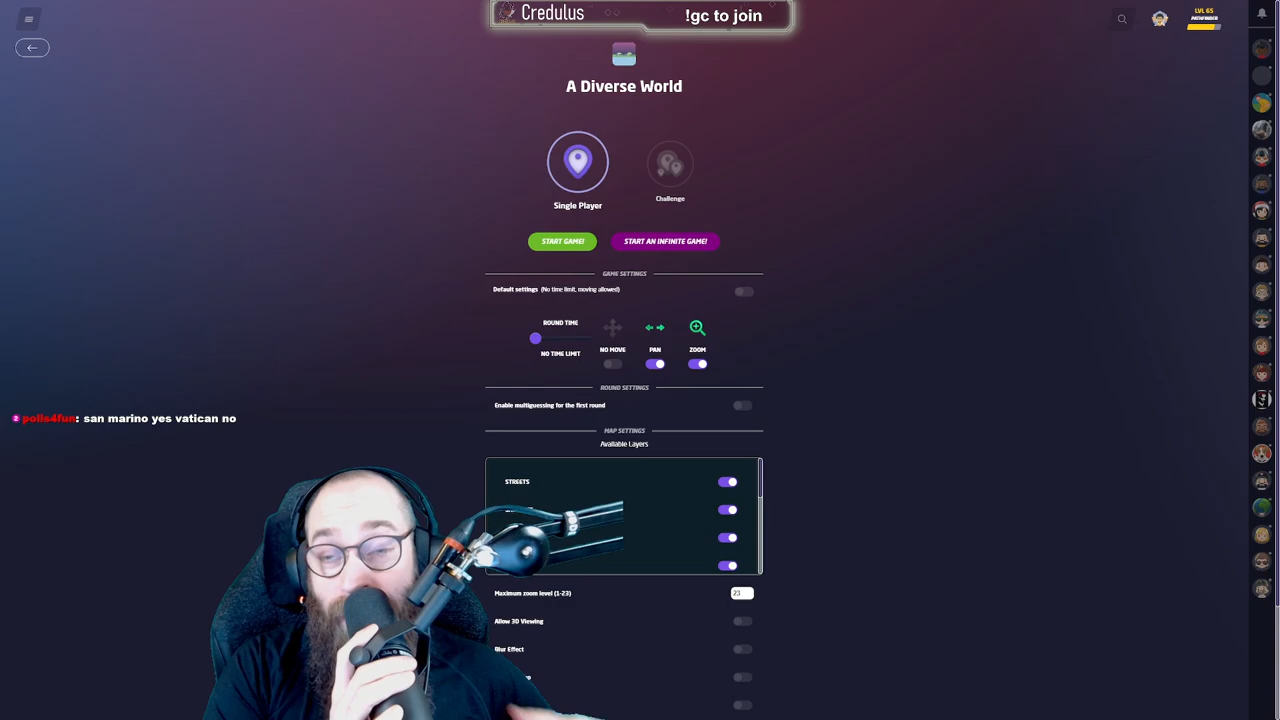 Credulus
!gc to join
LVL 65
PATHFINDER
A Diverse World
Single Player
Challenge
START GAME!
START AN INFINITE GAME!
GAME SETTINGS
Default settings (No time limit, moving allowed)
ROUND TIME
NO TIME LIMIT
NO MOVE
PAN
ZOOM
ROUND SETTINGS
Enable multiguessing for the first round
polls4fun: san marino yes vatican no
MAP SETTINGS
Available Layers
STREETS
Maximum zoom level (1-23)
23
Allow 3D Viewing
Blur Effect